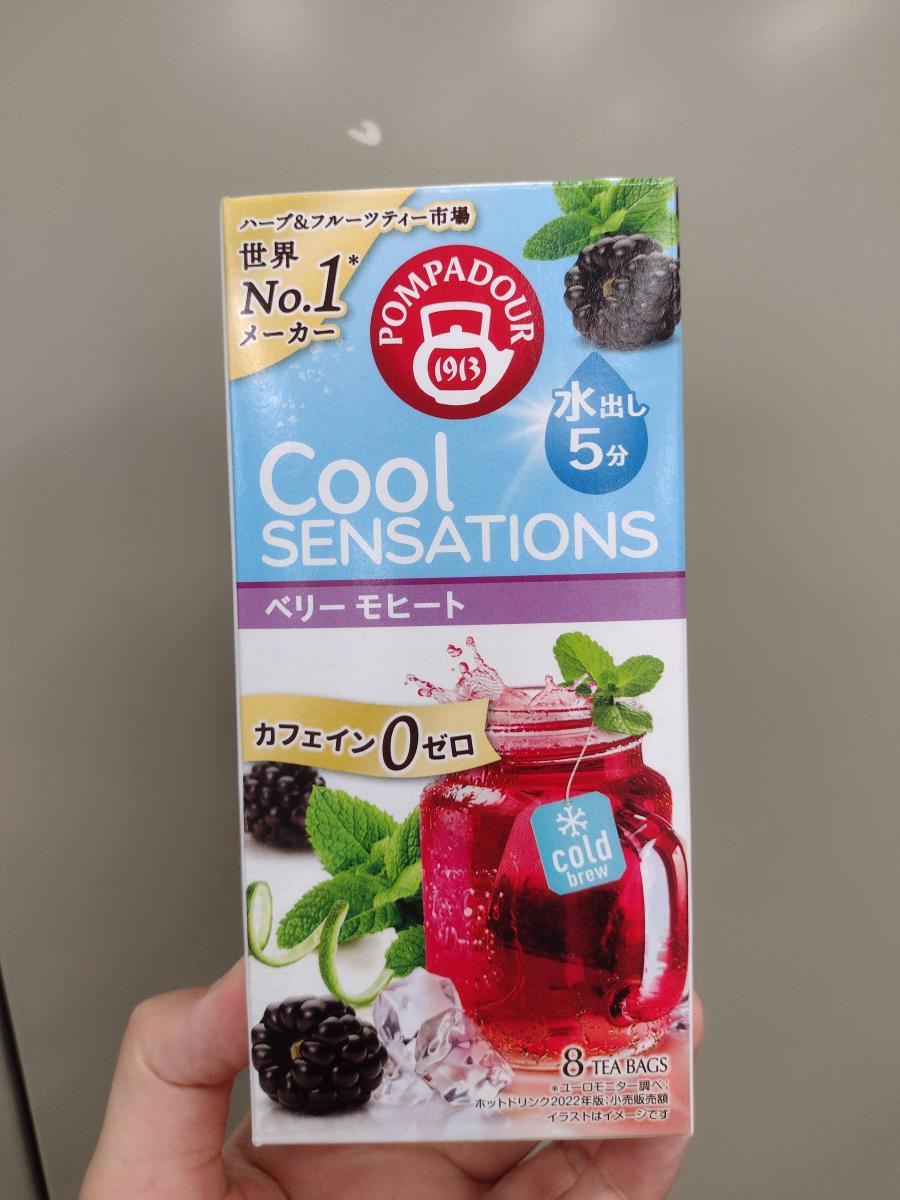 ハーブ&フルーツティー市場
世界
No.1*
メーカー
POMPADOUR
1913
水出し
5分
Cool
SENSATIONS
ベリー モヒート
カフェイン0ゼロ
cold
brew
8 TEA BAGS
*ユーロモニター調べ;
ホットドリンク2022年版;小売販売額
イラストはイメージです